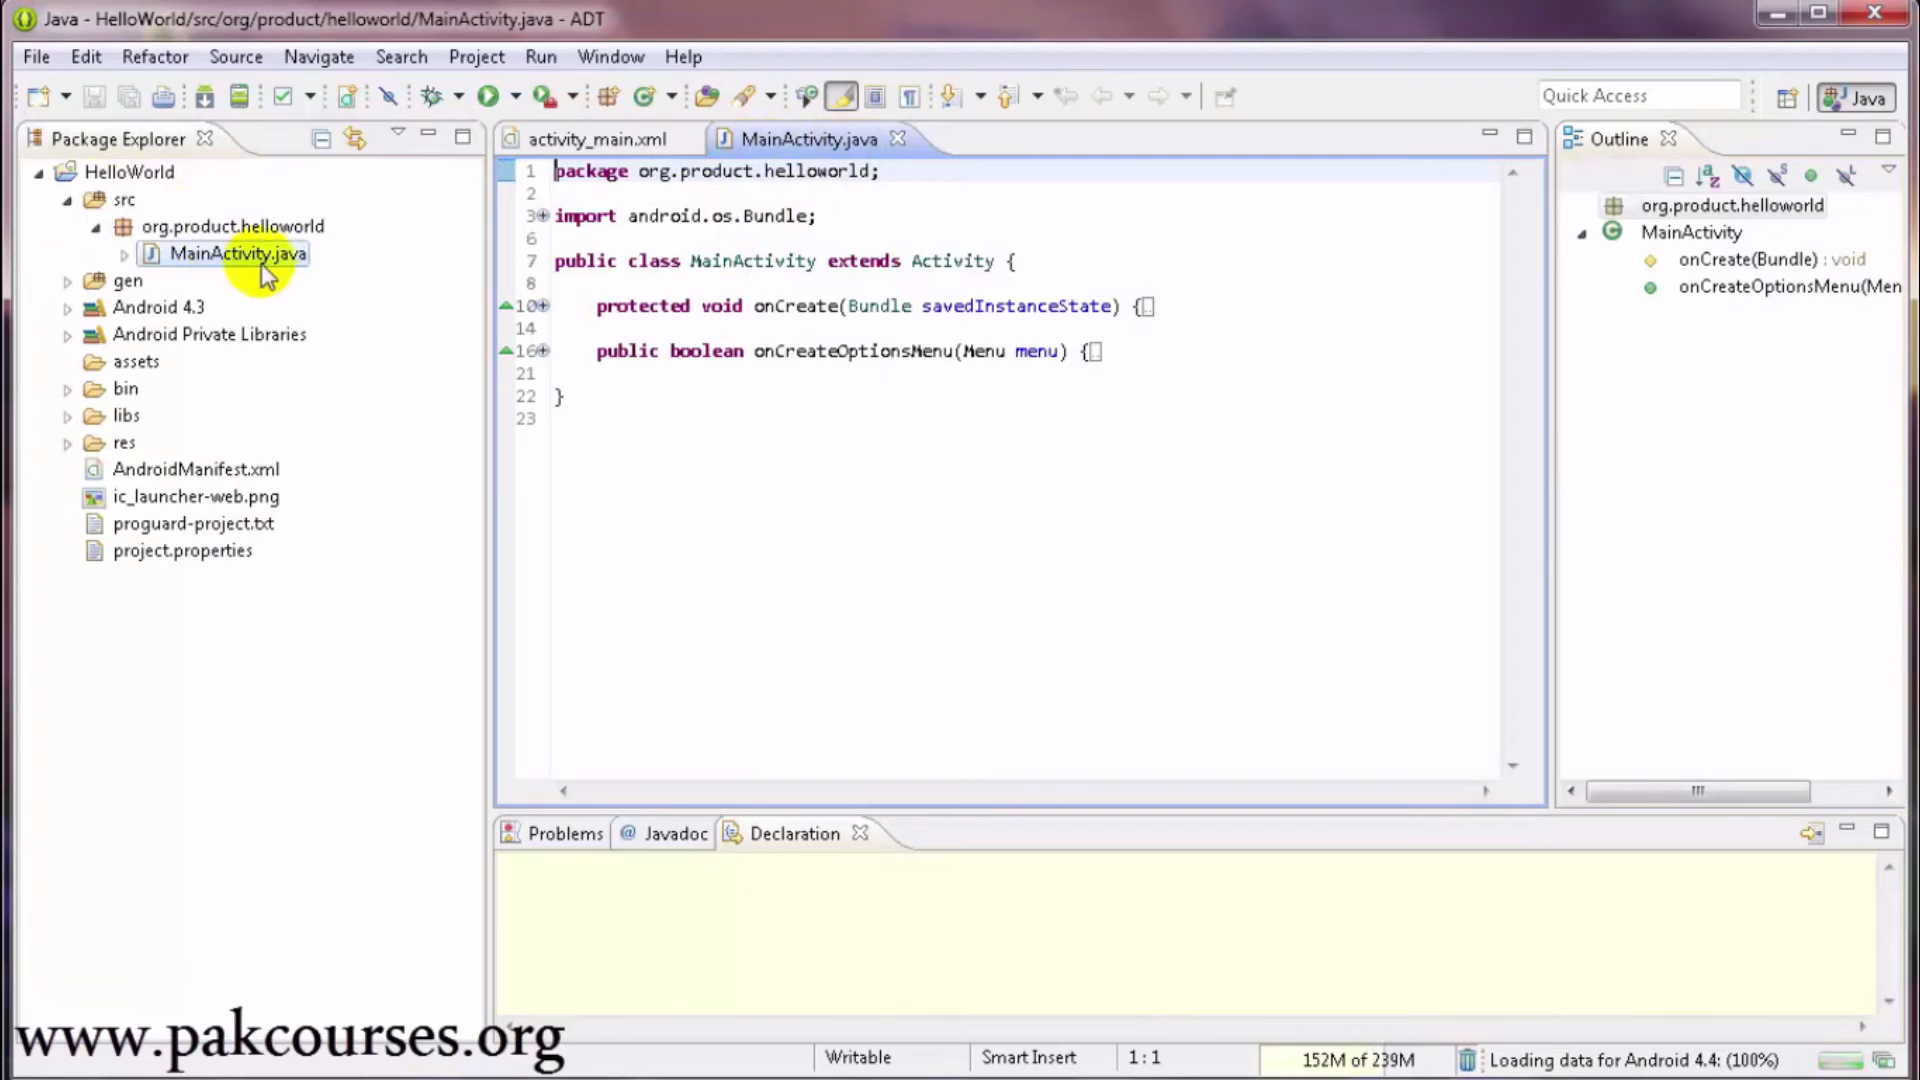 Java - HelloWorld/src/org/product/helloworld/MainActivity.java - ADT
File Edit Refactor Source Navigate Search Project Run Window Help
Quick Access
Java
Package Explorer
HelloWorld
src
org.product.helloworld
MainActivity.java
gen
Android 4.3
Android Private Libraries
assets
bin
libs
res
AndroidManifest.xml
ic_launcher-web.png
proguard-project.txt
project.properties
activity_main.xml
MainActivity.java
1 package org.product.helloworld;
2
3 import android.os.Bundle;
6
7 public class MainActivity extends Activity {
8
10 protected void onCreate(Bundle savedInstanceState) {
14
16 public boolean onCreateOptionsMenu(Menu menu) {
21
22 }
23
Outline
org.product.helloworld
MainActivity
onCreate(Bundle) : void
onCreateOptionsMenu(Men
Problems
Javadoc
Declaration
www.pakcourses.org
Writable
Smart Insert
1 : 1
152M of 239M
Loading data for Android 4.4: (100%)